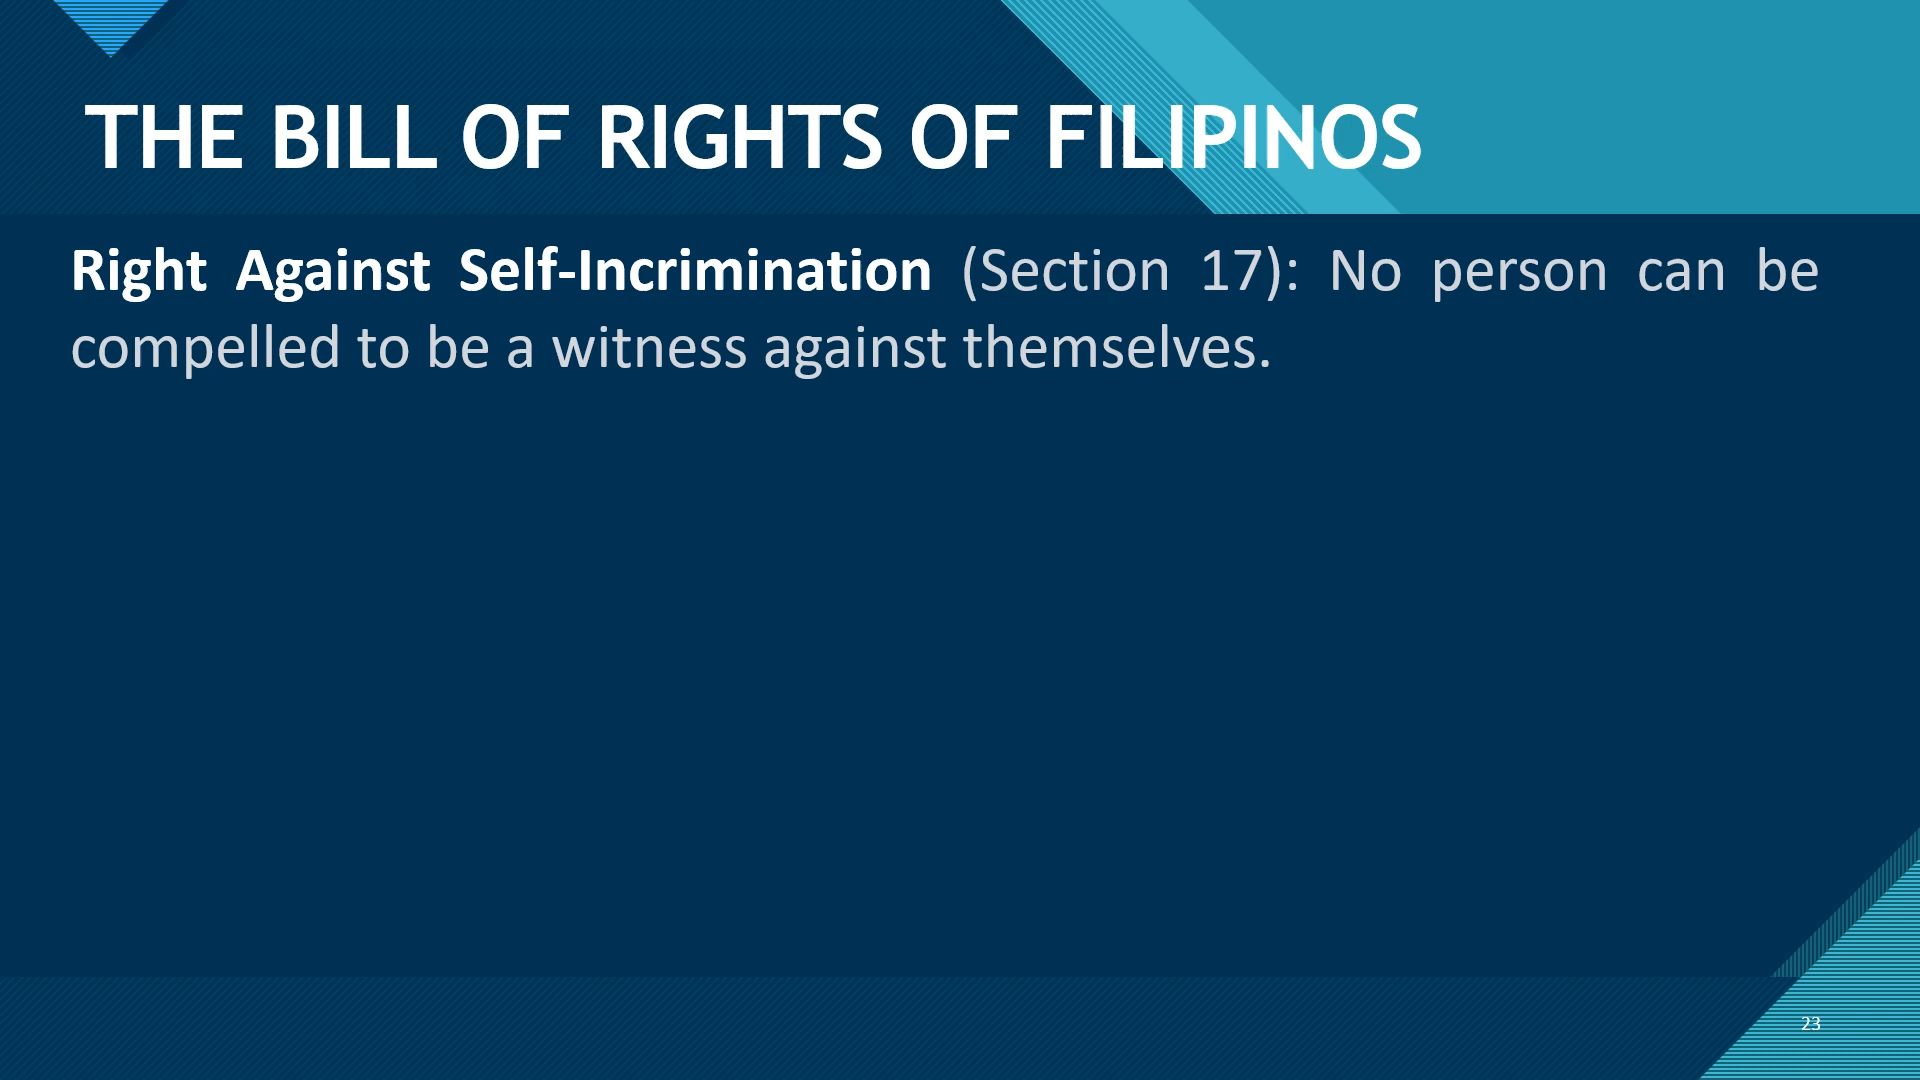 THE BILL OF RIGHTS OF FILIPINOS
Right Against Self-Incrimination (Section 17): No person can be
compelled to be a witness against themselves.
23